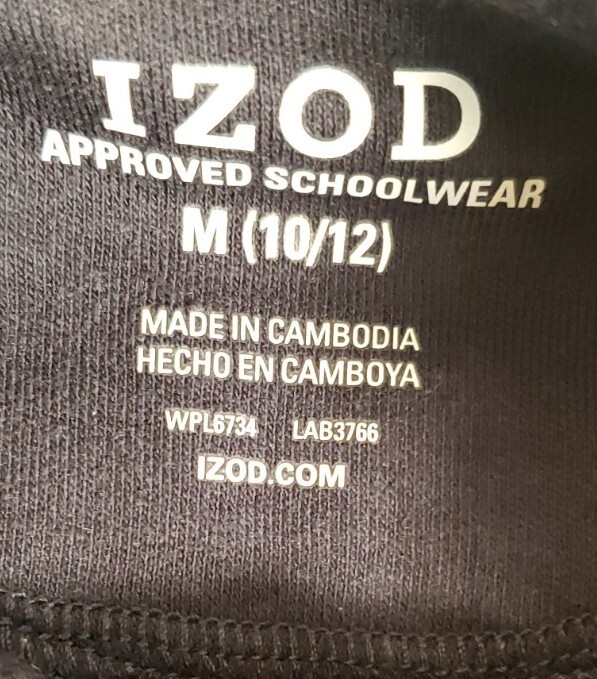 IZOD
APPROVED SCHOOLWEAR
M (10/12)
MADE IN CAMBODIA
HECHO EN CAMBOYA
WPL6734 LAB3766
IZOD.COM